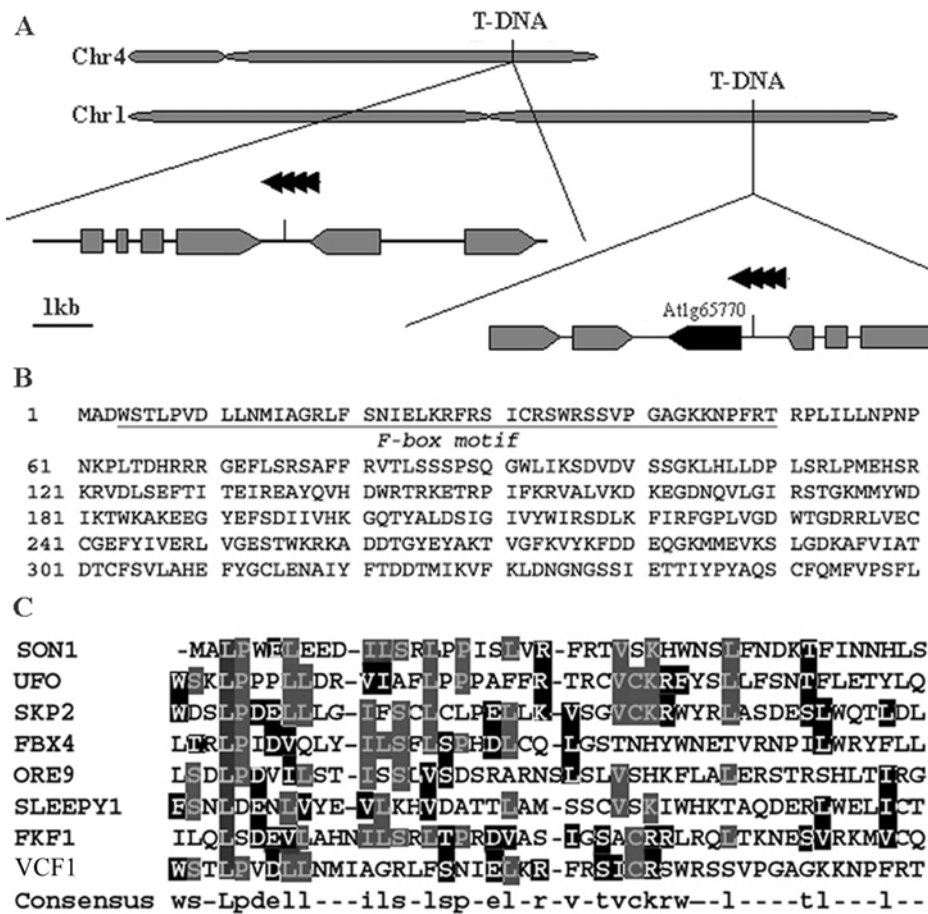 A
T-DNA
Chr4
T-DNA
Chr1
1kb
At1g65770
B
1 MADWSTLPVD LLNMIAGRLF SNIELKRFRS ICRSWRSSVP GAGKKNPFRT RPLILLNPNP
F-box motif
61 NKPLTDHRRR GEFLSRSAFF RVTLSSSPSQ GWLIKSDVDV SSGKLHLLDP LSRLPMEHSR
121 KRVDLSEFTI TEIREAYQVH DWRTRKETRP IFKRVALVKD KEGDNQVLGI RSTGKMMYWD
181 IKTWKAKEEG YEFSDIIVHK GQTYALDSIG IVYWIRSDLK FIRFGPLVGD WTGDRRLVEC
241 CGEFYIVERL VGESTWKRKA DDTGYEYAKT VGFKVYKFDD EQGKMMEVKS LGDKAFVIAT
301 DTCFSVLAHE FYGCLENAIY FTDDTMIKVF KLDNGNGSSI ETTIYPYAQS CFQMFVPSFL
C
SON1 -MALPWELEED-ILSRLPPISLVR-FRTVSKHWNSLFNDKTFINNHLS
UFO WSKLPPPLLDR-VIAFLPPPAFFR-TRCVCKRFYSLLFSNTFLETYLQ
SKP2 WDSLPDELLLG-IFSCLCLPELLK-VSGVCKRWYRLASDESLWQTLDL
FBX4 LTRLPIDVQLY-ILSFLSPHDLCQ-LGSTNHYWNETVRNPILWRYFLL
ORE9 LSDLPDVILST-ISSLVSDSRARNSLSLVSHKFLALERSTRSHLTIRG
SLEEPY1 FSNLDENLVYE-VLKHVDATTLAM-SSCVSKIWHKTAQDERLWELICT
FKF1 ILQLSDEVLAHNILSRLTPRDVAS-IGSACRRLRQLTKNESVRKMVCQ
VCF1 WSTLPVDLLNMIAGRLFSNIELKR-FRSICRSWRSSVPGAGKKNPFRT
Consensus ws-Lpdell---ils-lsp-el-r-v-tvckrw--l----tl---l--